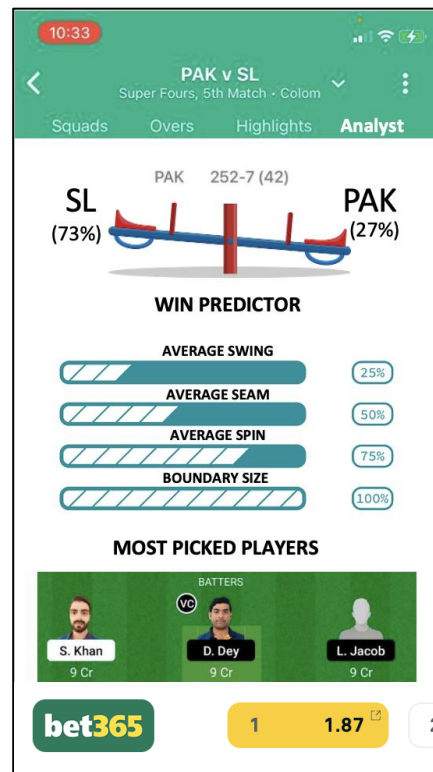 10:33
PAK v SL
Super Fours, 5th Match • Colom
Squads Overs Highlights Analyst
PAK 252-7 (42)
SL PAK
(73%) (27%)
WIN PREDICTOR
AVERAGE SWING
25%
AVERAGE SEAM
50%
AVERAGE SPIN
75%
BOUNDARY SIZE
100%
MOST PICKED PLAYERS
BATTERS
VC
S. Khan D. Dey L. Jacob
9 Cr 9 Cr 9 Cr
bet365 1 1.87